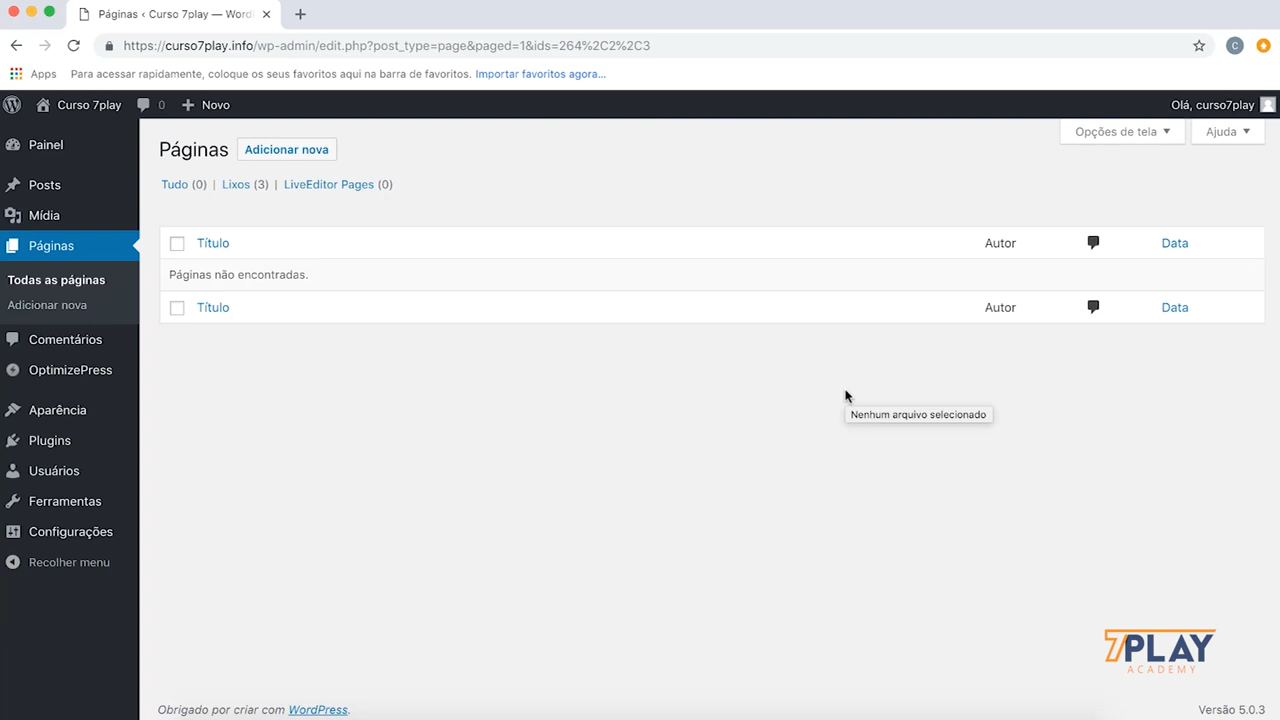 Páginas ‹ Curso 7play — Word
https://curso7play.info/wp-admin/edit.php?post_type=page&paged=1&ids=264%2C2%2C3
C
Apps Para acessar rapidamente, coloque os seus favoritos aqui na barra de favoritos. Importar favoritos agora...
Curso 7play 0 + Novo Olá, curso7play
Opções de tela Ajuda
Painel
Posts
Mídia
Páginas
Todas as páginas
Adicionar nova
Comentários
OptimizePress
Aparência
Plugins
Usuários
Ferramentas
Configurações
Recolher menu
Páginas Adicionar nova
Tudo (0) | Lixos (3) | LiveEditor Pages (0)
Título Autor Data
Páginas não encontradas.
Título Autor Data
Nenhum arquivo selecionado
7PLAY
ACADEMY
Obrigado por criar com WordPress. Versão 5.0.3